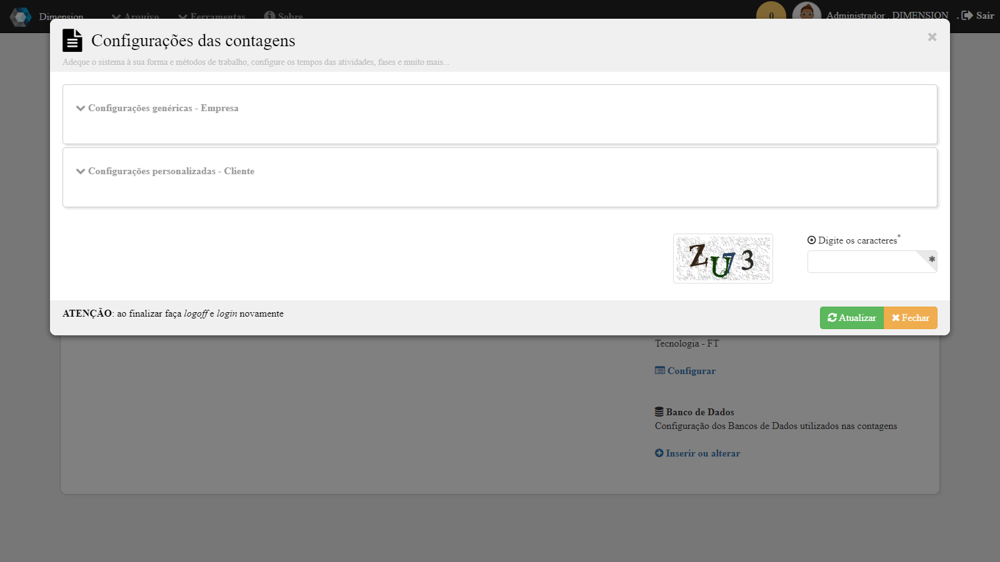 Dimension
Arquivo
Ferramentas
Sobre
0
Administrador . DIMENSION .
Sair
Configurações das contagens
Adeque o sistema à sua forma e métodos de trabalho, configure os tempos das atividades, fases e muito mais...
Configurações genéricas - Empresa
Configurações personalizadas - Cliente
ZU73
Digite os caracteres*
ATENÇÃO: ao finalizar faça logoff e login novamente
Atualizar
Fechar
Tecnologia - FT
Configurar
Banco de Dados
Configuração dos Bancos de Dados utilizados nas contagens
Inserir ou alterar